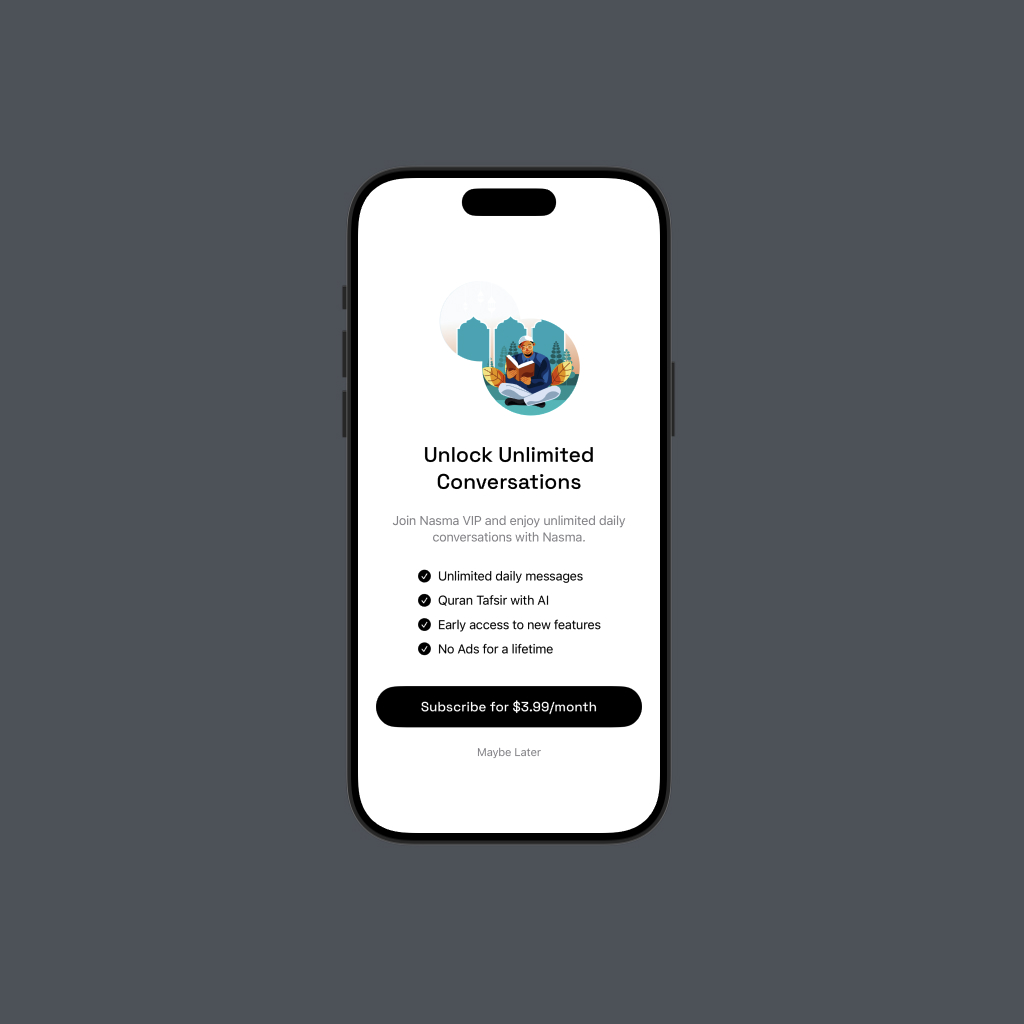 Unlock Unlimited
Conversations
Join Nasma VIP and enjoy unlimited daily
conversations with Nasma.
Unlimited daily messages
Quran Tafsir with AI
Early access to new features
No Ads for a lifetime
Subscribe for $3.99/month
Maybe Later